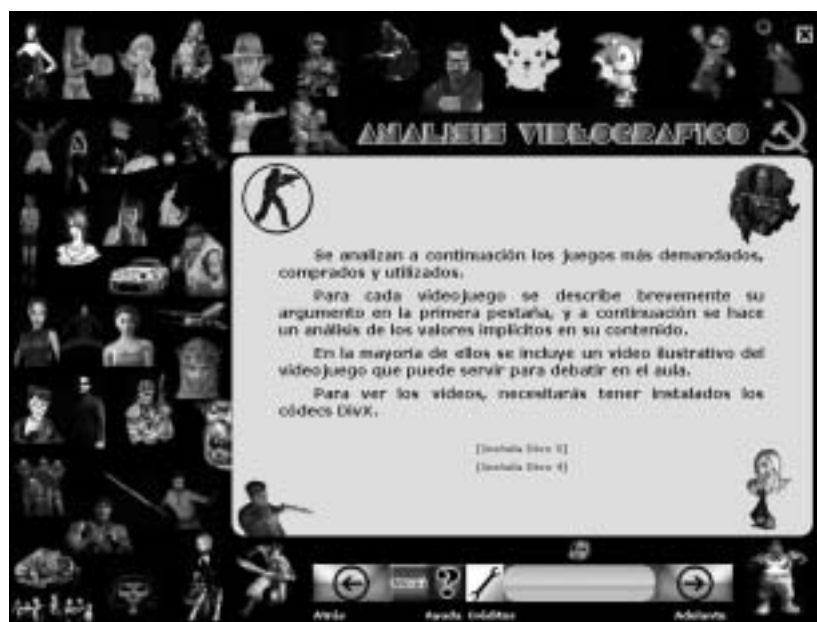 ANALISIS VIDEOGRAFICO
Se analizan a continuación los juegos más demandados,
comprados y utilizados.
Para cada videojuego se describe brevemente su
argumento en la primera pestaña, y a continuación se hace
un análisis de los valores implícitos en su contenido.
En la mayoría de ellos se incluye un video ilustrativo del
videojuego que puede servir para debatir en el aula.
Para ver los vídeos, necesitarás tener instalados los
códecs DivX.
Atrás
Ayuda Créditos
Adelante